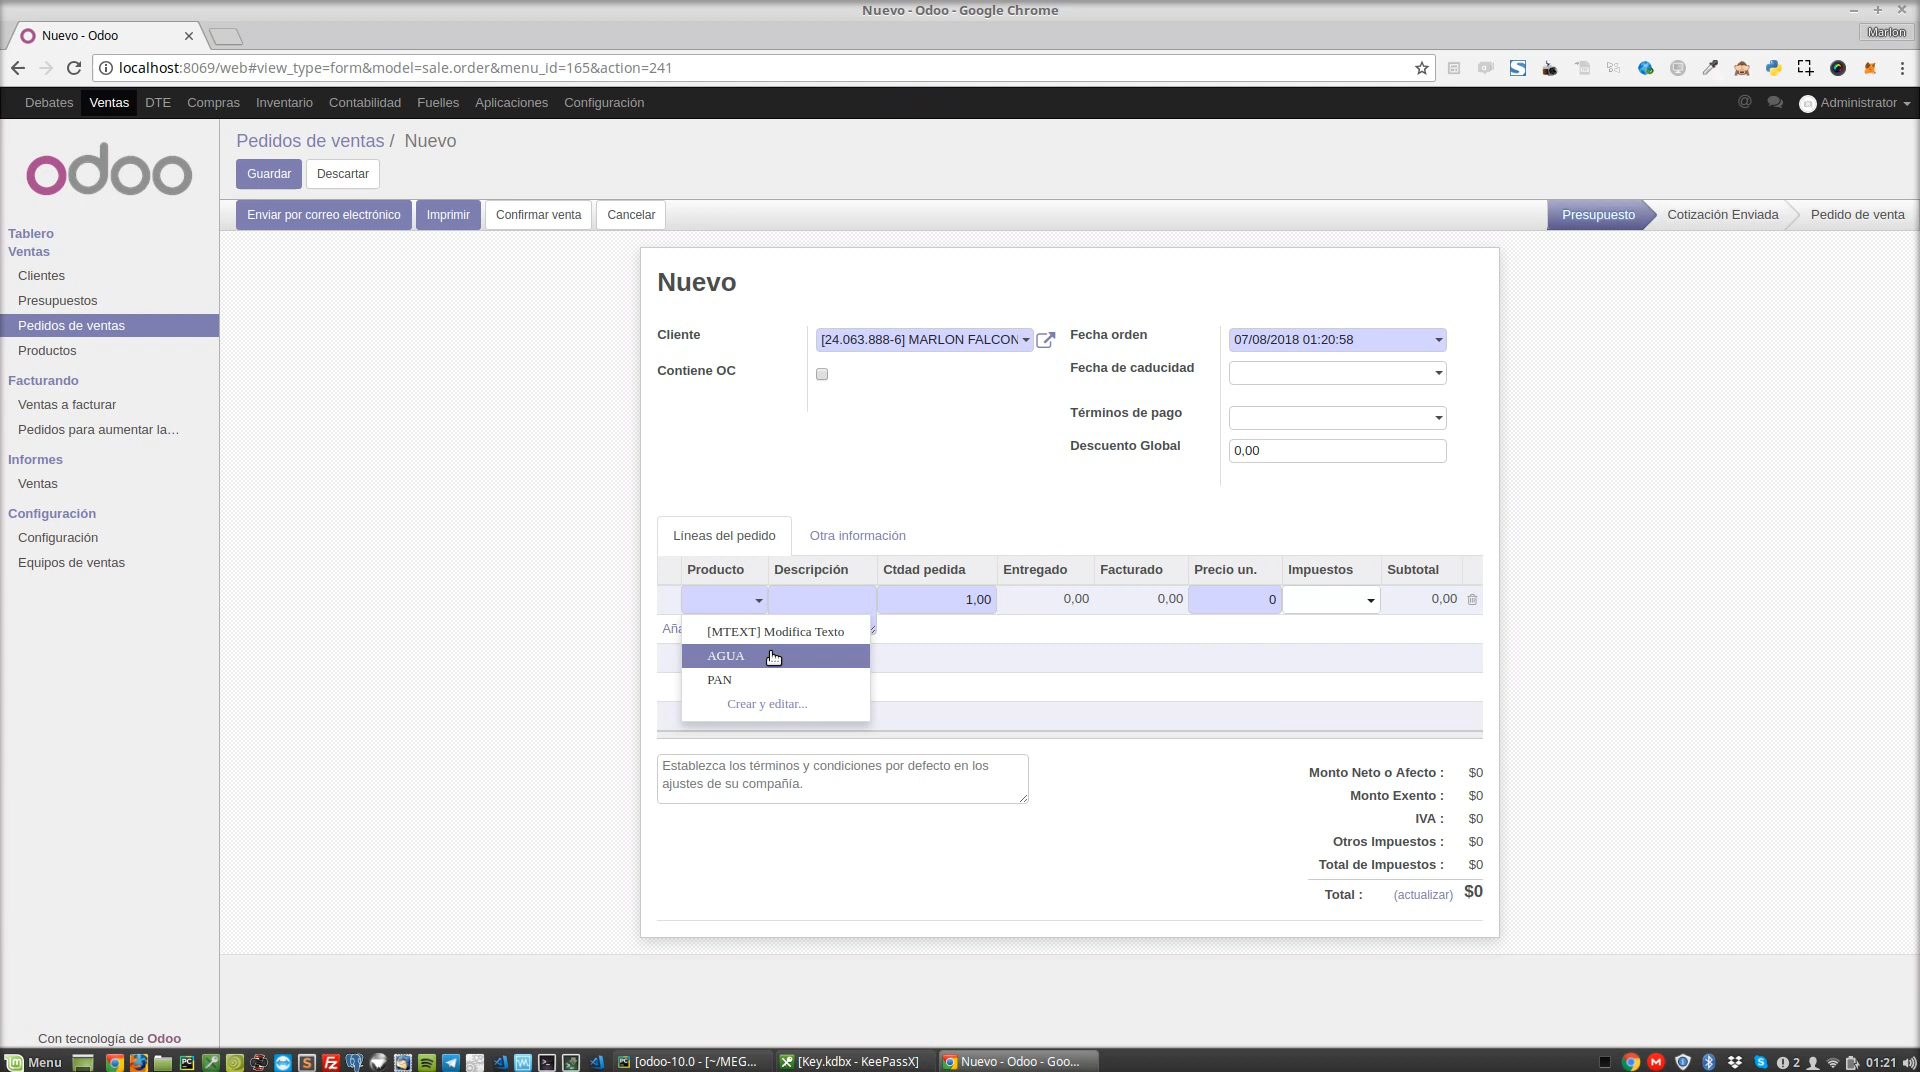 Nuevo - Odoo - Google Chrome
Nuevo - Odoo
Marlon
localhost:8069/web#view_type=form&model=sale.order&menu_id=165&action=241
Debates Ventas DTE Compras Inventario Contabilidad Fuelles Aplicaciones Configuración
@ Administrator
odoo
Pedidos de ventas / Nuevo
Guardar Descartar
Enviar por correo electrónico Imprimir Confirmar venta Cancelar
Presupuesto Cotización Enviada Pedido de venta
Tablero
Ventas
Clientes
Presupuestos
Pedidos de ventas
Productos
Facturando
Ventas a facturar
Pedidos para aumentar la...
Informes
Ventas
Configuración
Configuración
Equipos de ventas
Con tecnología de Odoo
Nuevo
Cliente [24.063.888-6] MARLON FALCON
Contiene OC
Fecha orden 07/08/2018 01:20:58
Fecha de caducidad
Términos de pago
Descuento Global 0,00
Líneas del pedido Otra información
Producto Descripción Ctdad pedida Entregado Facturado Precio un. Impuestos Subtotal
1,00 0,00 0,00 0 0,00
Aña
[MTEXT] Modifica Texto
AGUA
PAN
Crear y editar...
Establezca los términos y condiciones por defecto en los
ajustes de su compañía.
Monto Neto o Afecto : $0
Monto Exento : $0
IVA : $0
Otros Impuestos : $0
Total de Impuestos : $0
Total : (actualizar) $0
Menu
[odoo-10.0 - [~/MEG...
[Key.kdbx - KeePassX]
Nuevo - Odoo - Goo...
2
01:21